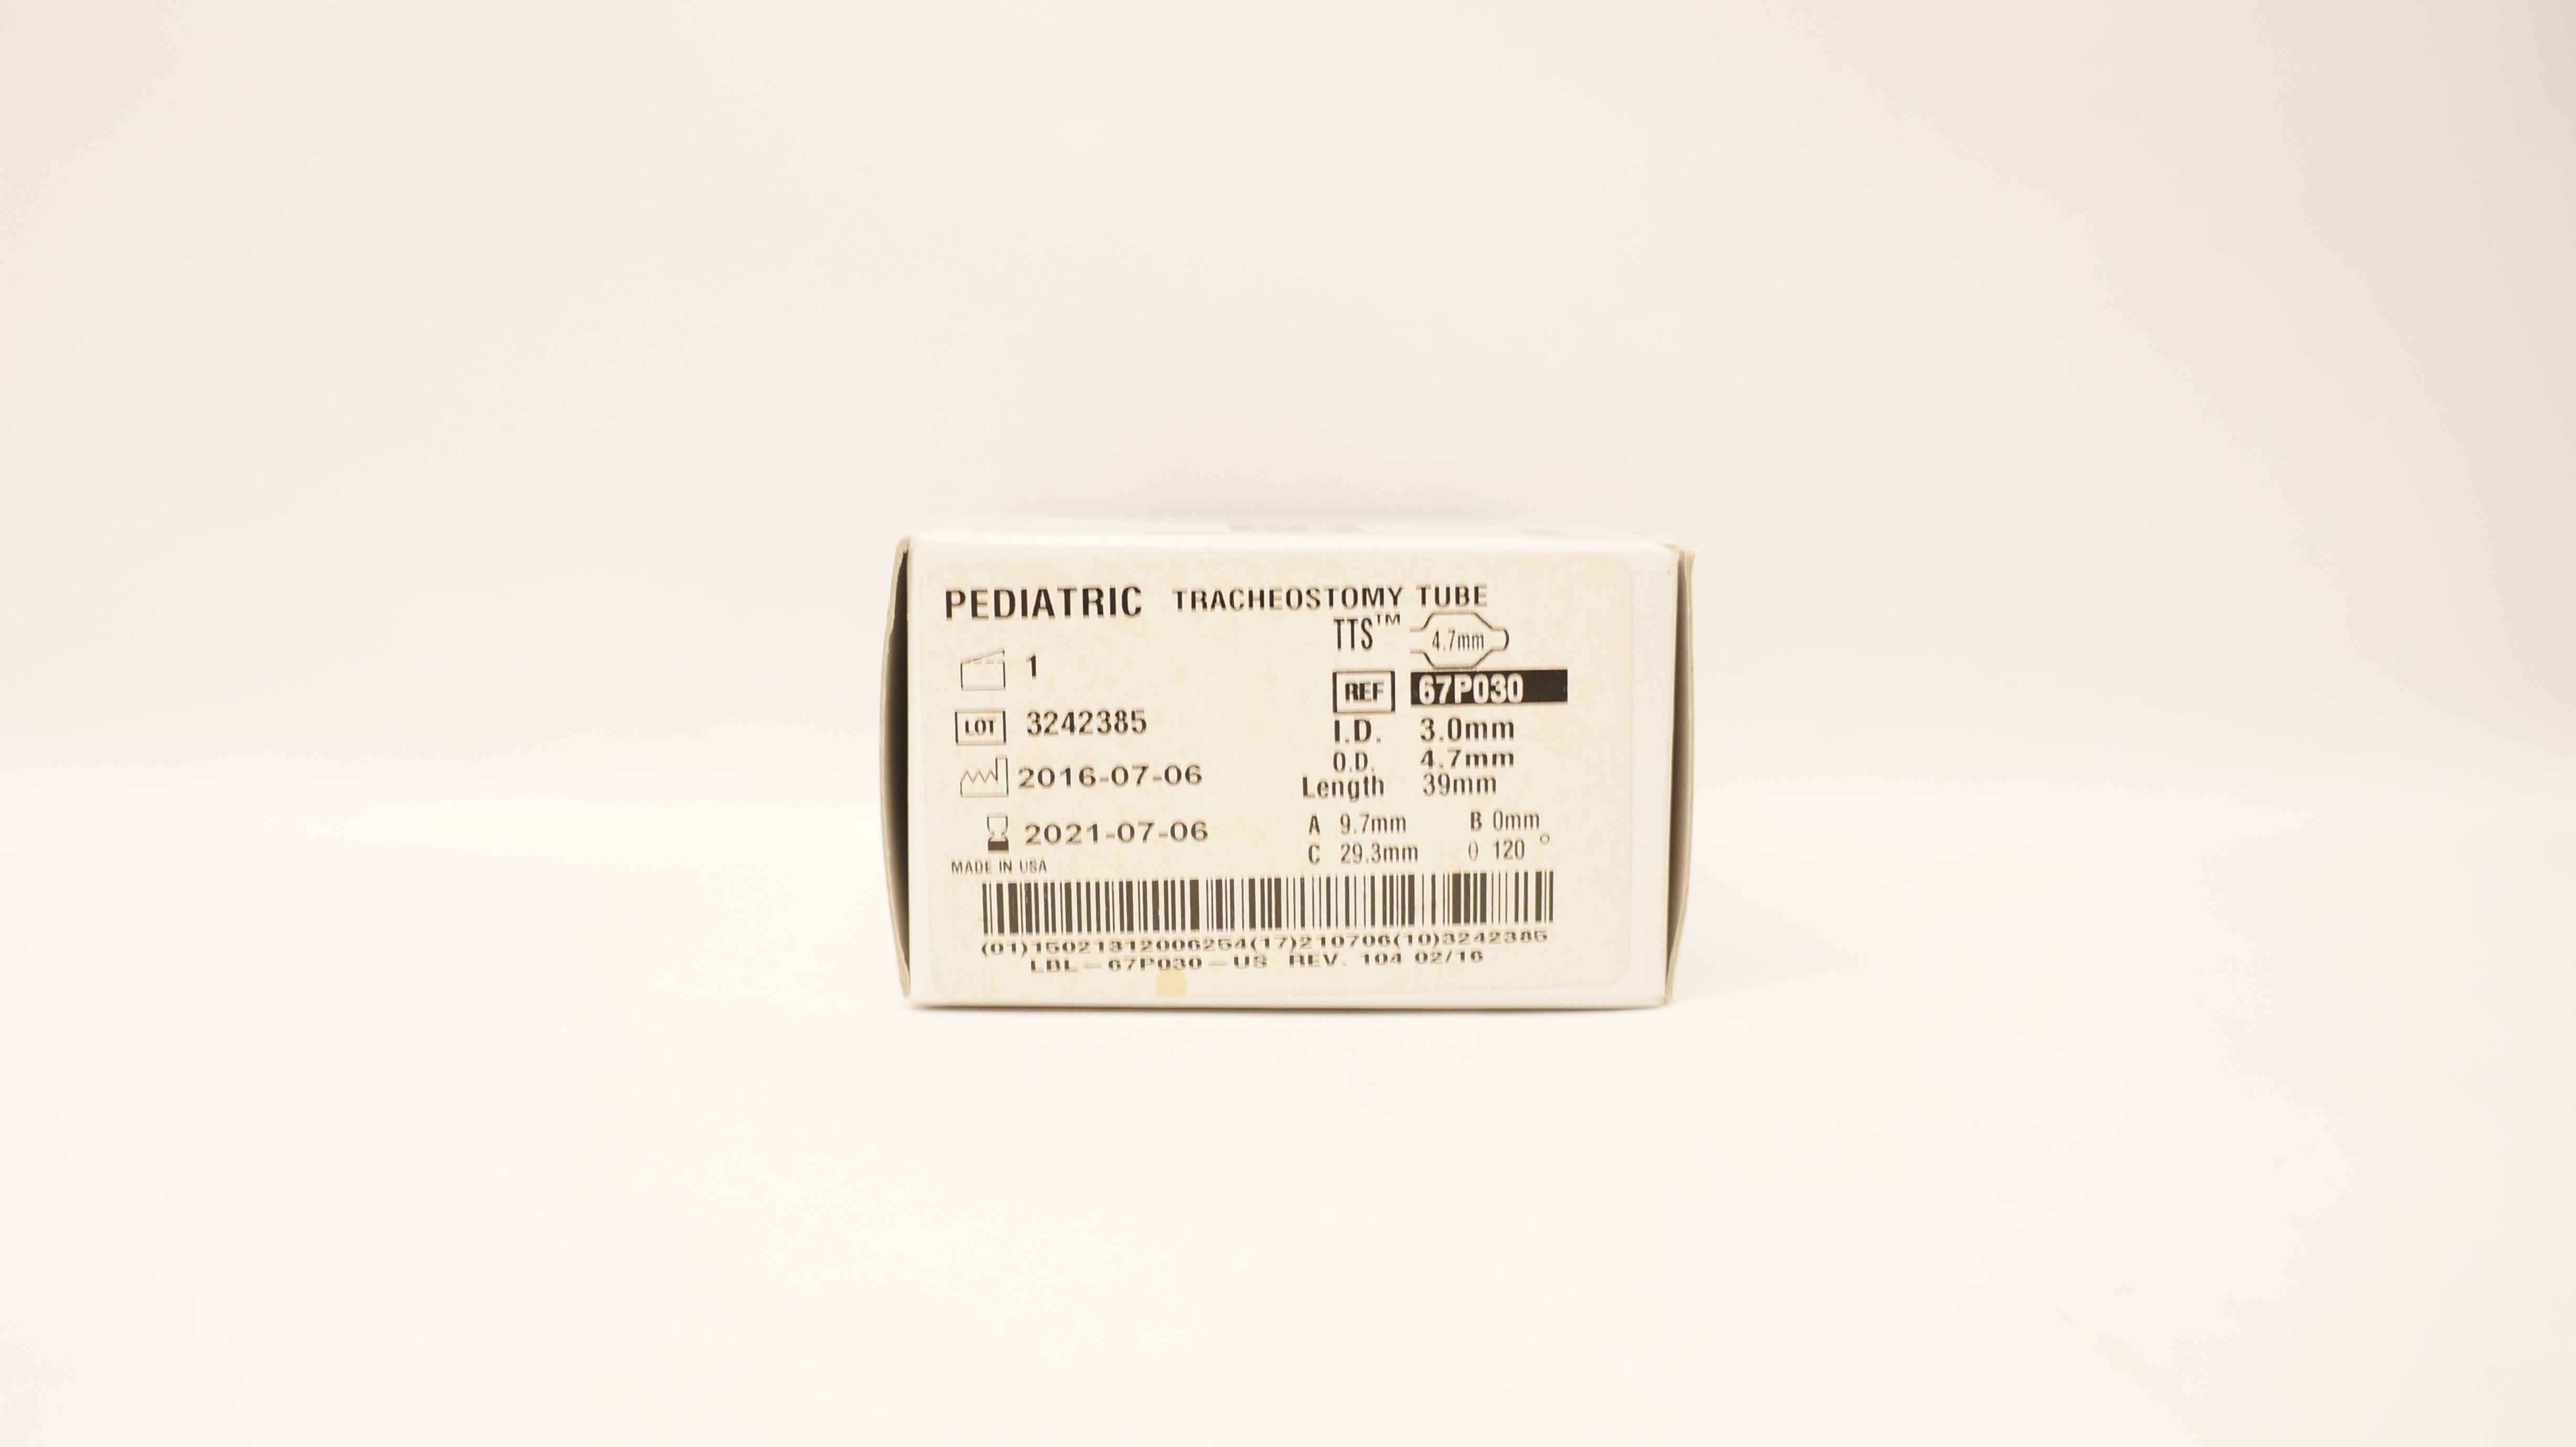 PEDIATRIC TRACHEOSTOMY TUBE
TTS™ 4.7mm
1
REF 67P030
LOT 3242385
I.D. 3.0mm
O.D. 4.7mm
2016-07-06
Length 39mm
2021-07-06
A 9.7mm B 0mm
C 29.3mm θ 120°
MADE IN USA
(01)15021312006254(17)210706(10)3242385
LBL-67P030-US REV. 104 02/16